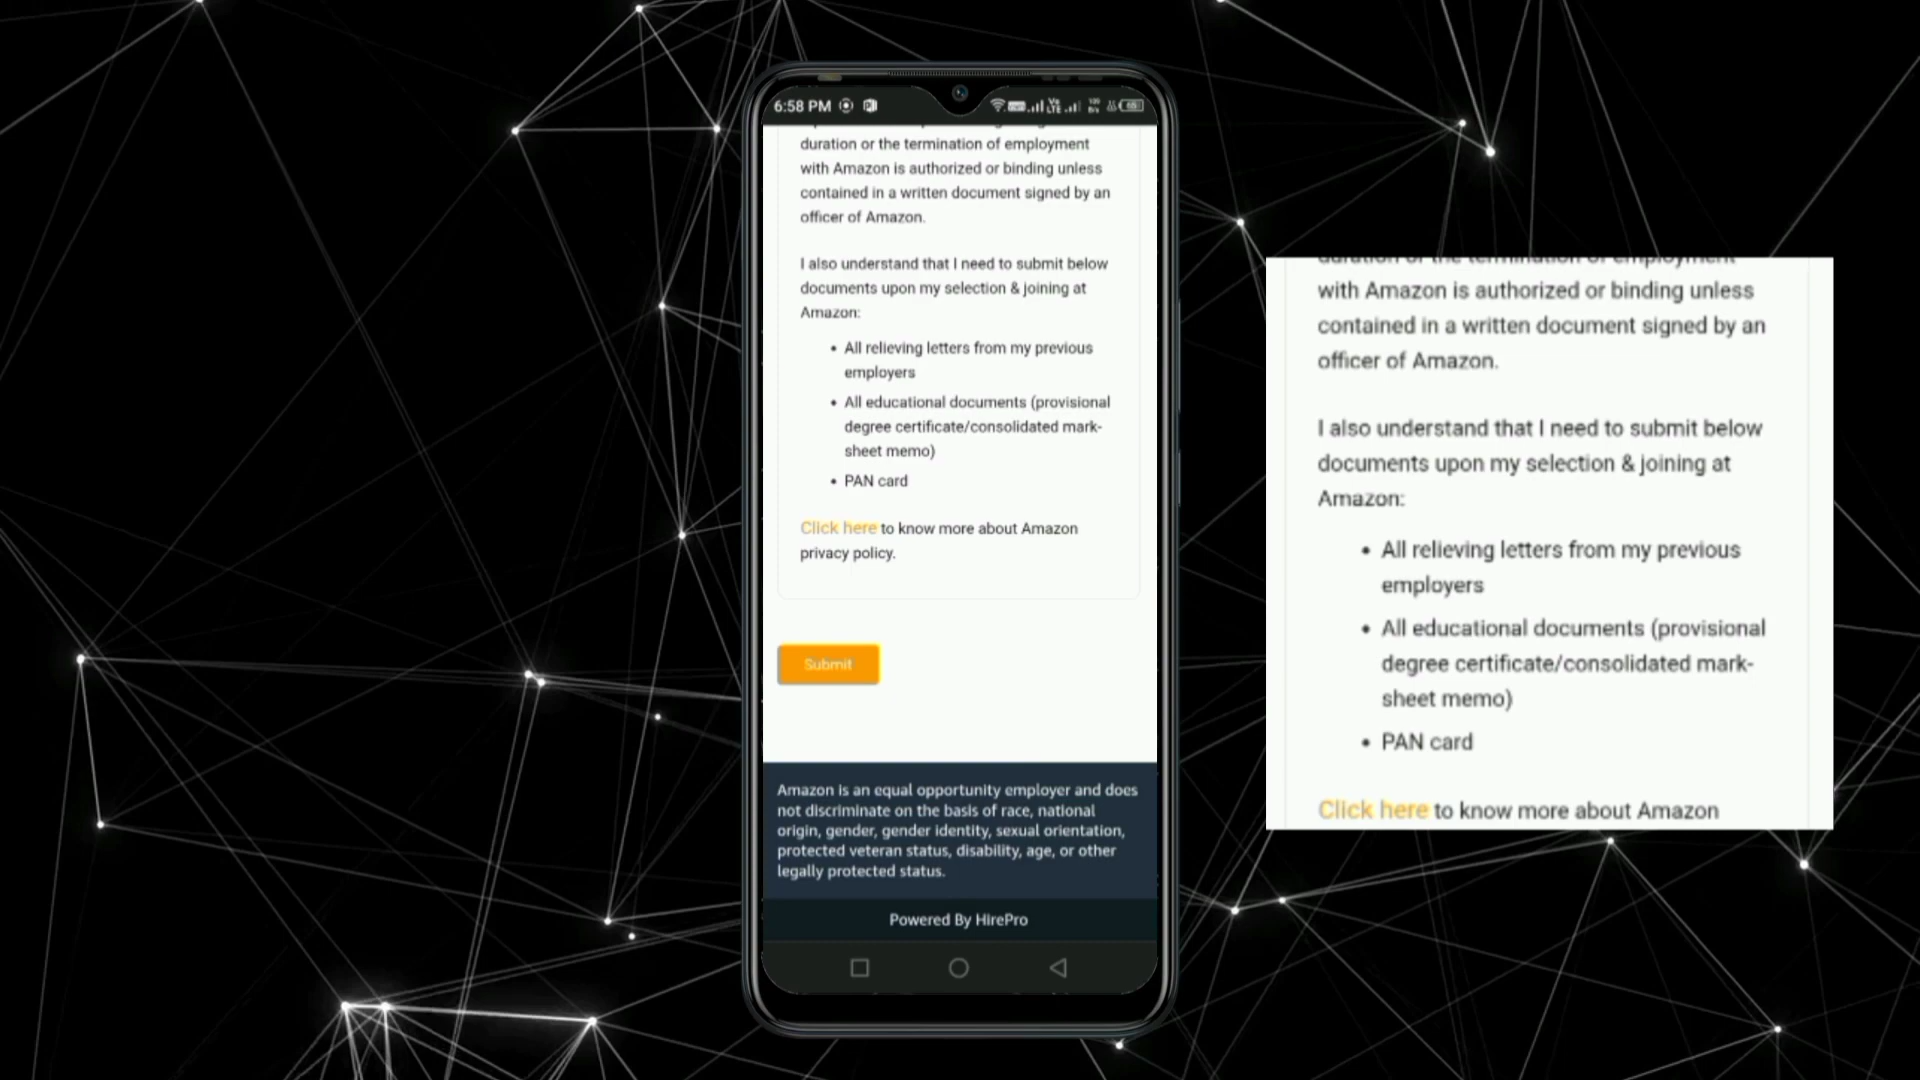 6:58 PM
duration or the termination of employment
with Amazon is authorized or binding unless
contained in a written document signed by an
officer of Amazon.
I also understand that I need to submit below
documents upon my selection & joining at
Amazon:
• All relieving letters from my previous
employers
• All educational documents (provisional
degree certificate/consolidated mark-
sheet memo)
• PAN card
Click here to know more about Amazon
privacy policy.
Submit
Amazon is an equal opportunity employer and does
not discriminate on the basis of race, national
origin, gender, gender identity, sexual orientation,
protected veteran status, disability, age, or other
legally protected status.
Powered By HirePro
duration or the termination of employment
with Amazon is authorized or binding unless
contained in a written document signed by an
officer of Amazon.
I also understand that I need to submit below
documents upon my selection & joining at
Amazon:
• All relieving letters from my previous
employers
• All educational documents (provisional
degree certificate/consolidated mark-
sheet memo)
• PAN card
Click here to know more about Amazon